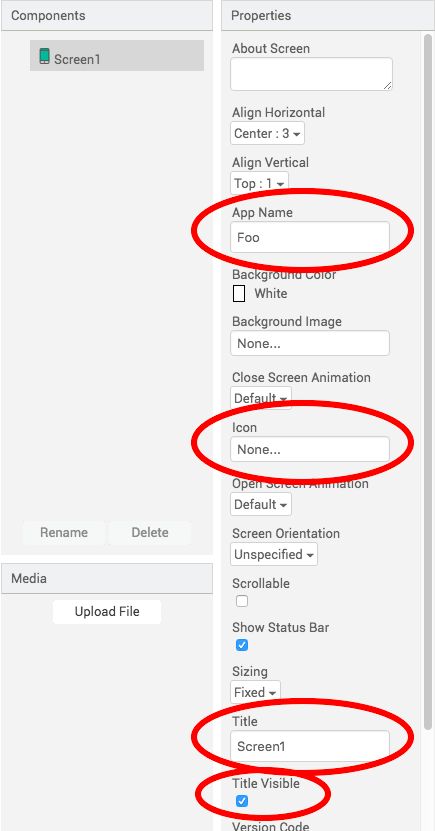 Components
Screen1
Rename
Delete
Media
Upload File
Properties
About Screen
Align Horizontal
Center : 3
Align Vertical
Top : 1
App Name
Foo
Background Color
White
Background Image
None...
Close Screen Animation
Default
Icon
None...
Open Screen Animation
Default
Screen Orientation
Unspecified
Scrollable
Show Status Bar
Sizing
Fixed
Title
Screen1
Title Visible
Version Code